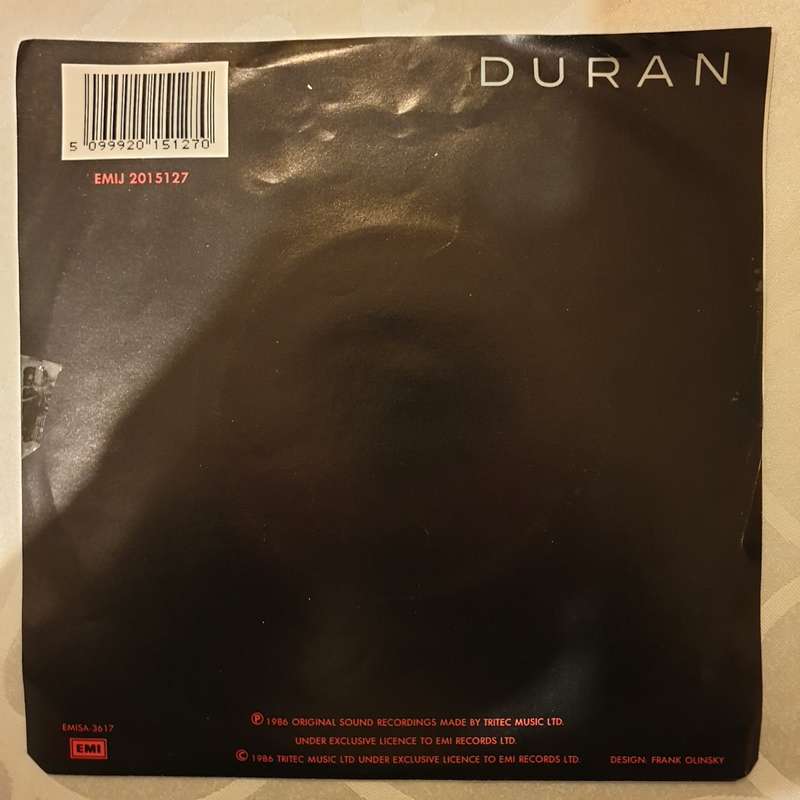 DURAN
5 099920 151270
EMIJ 2015127
EMISA 3617
EMI
℗ 1986 ORIGINAL SOUND RECORDINGS MADE BY TRITEC MUSIC LTD.
UNDER EXCLUSIVE LICENCE TO EMI RECORDS LTD.
© 1986 TRITEC MUSIC LTD UNDER EXCLUSIVE LICENCE TO EMI RECORDS LTD.
DESIGN: FRANK OLINSKY